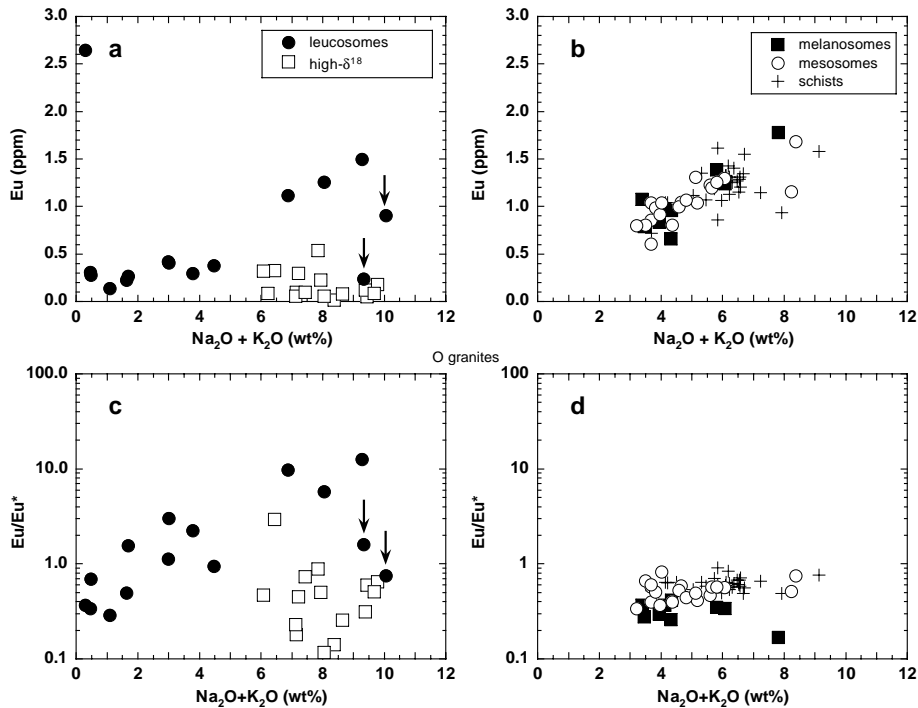 3.0
2.5
2.0
1.5
1.0
0.5
0.0
Eu (ppm)
a
leucosomes
high-δ¹⁸
0 2 4 6 8 10 12
Na₂O + K₂O (wt%)
3.0
2.5
2.0
1.5
1.0
0.5
0.0
Eu (ppm)
b
melanosomes
mesosomes
schists
0 2 4 6 8 10 12
Na₂O + K₂O (wt%)
O granites
100.0
10.0
1.0
0.1
Eu/Eu*
c
0 2 4 6 8 10 12
Na₂O+K₂O (wt%)
100
10
1
0.1
Eu/Eu*
d
0 2 4 6 8 10 12
Na₂O+K₂O (wt%)